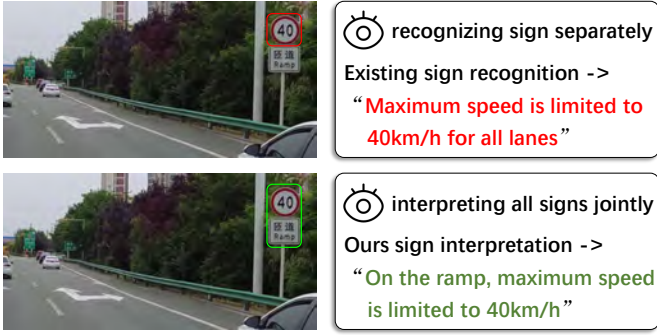 40
匝道
Ramp
recognizing sign separately
Existing sign recognition ->
“Maximum speed is limited to
40km/h for all lanes”
40
匝道
Ramp
interpreting all signs jointly
Ours sign interpretation ->
“On the ramp, maximum speed
is limited to 40km/h”